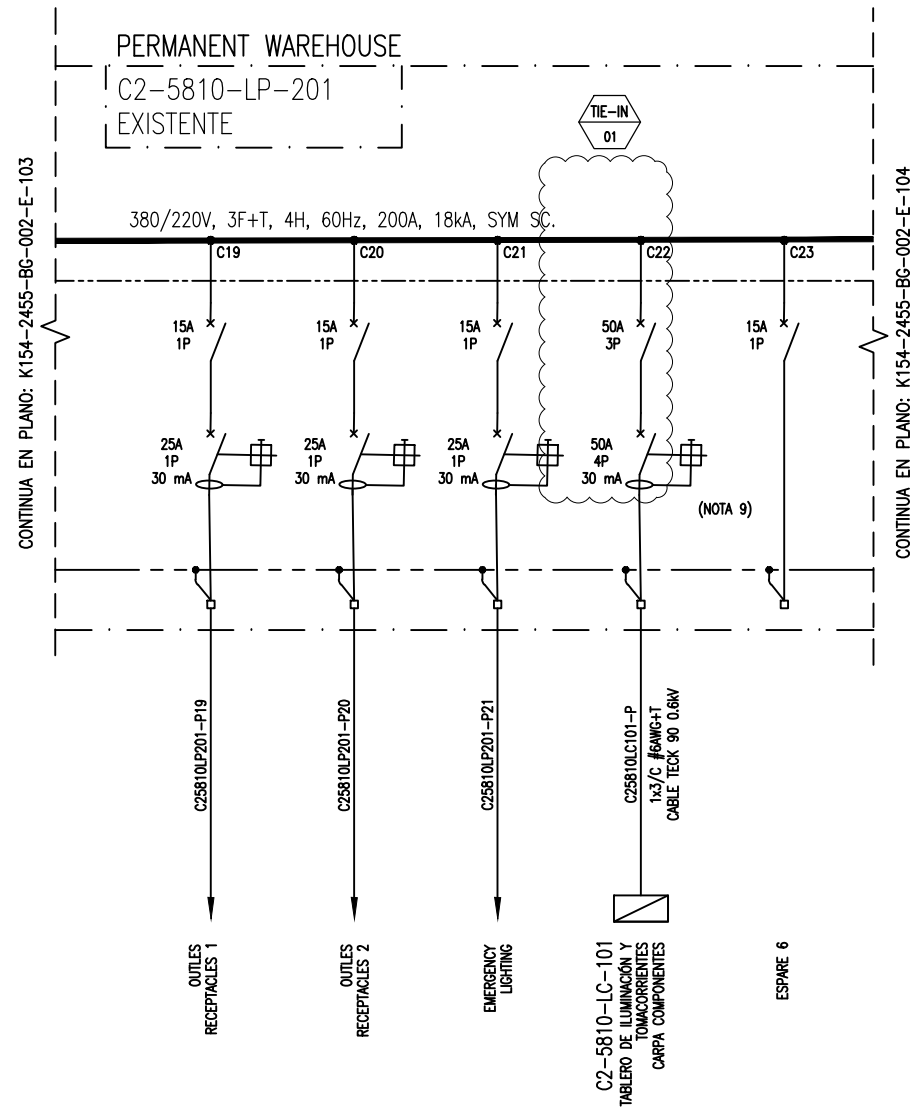 PERMANENT WAREHOUSE
C2-5810-LP-201
EXISTENTE
TIE-IN
01
CONTINUA EN PLANO: K154-2455-BG-002-E-103
CONTINUA EN PLANO: K154-2455-BG-002-E-104
380/220V, 3F+T, 4H, 60Hz, 200A, 18kA, SYM SC.
C19
C20
C21
C22
C23
15A
1P
15A
1P
15A
1P
50A
3P
15A
1P
25A
1P
30 mA
25A
1P
30 mA
25A
1P
30 mA
50A
4P
30 mA
(NOTA 9)
C25810LP201-P19
C25810LP201-P20
C25810LP201-P21
C25810LC101-P
1x3/C #6AWG+T
CABLE TECK 90 0.6kV
OUTLES
RECEPTACLES 1
OUTLES
RECEPTACLES 2
EMERGENCY
LIGHTING
C2-5810-LC-101
TABLERO DE ILUMINACIÓN Y
TOMACORRIENTES
CARPA COMPONENTES
ESPARE 6